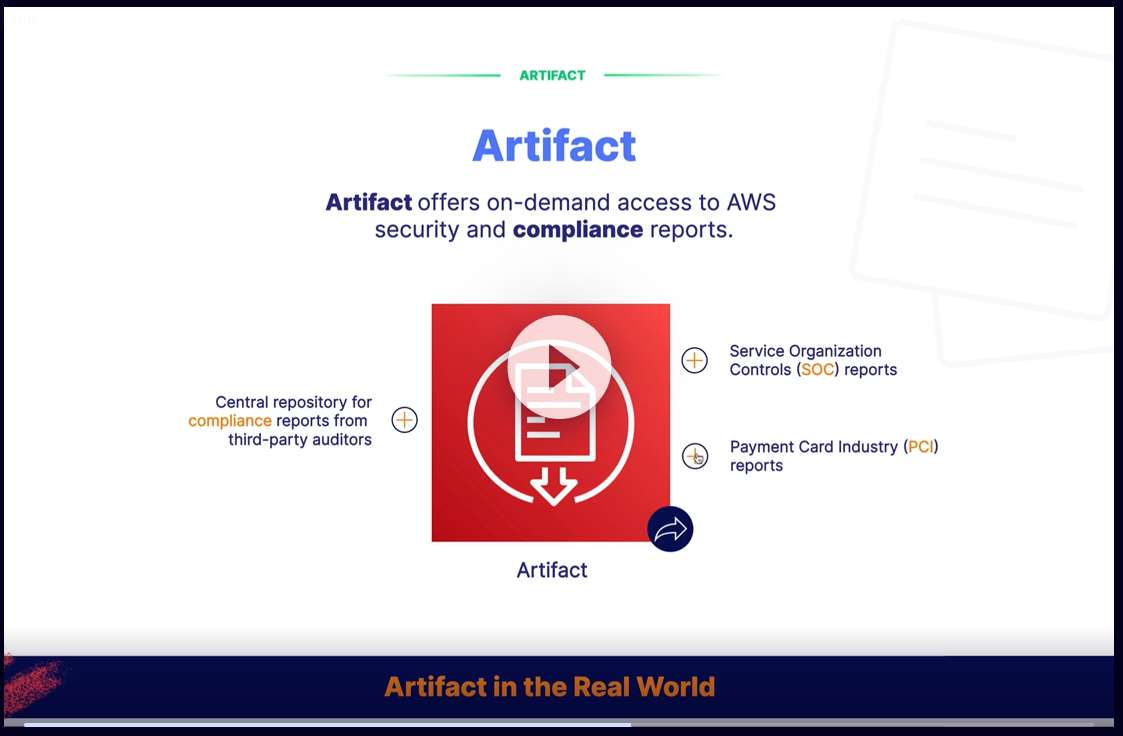 ARTIFACT
Artifact
Artifact offers on-demand access to AWS
security and compliance reports.
Central repository for
compliance reports from
third-party auditors
Service Organization
Controls (SOC) reports
Payment Card Industry (PCI)
reports
Artifact
Artifact in the Real World